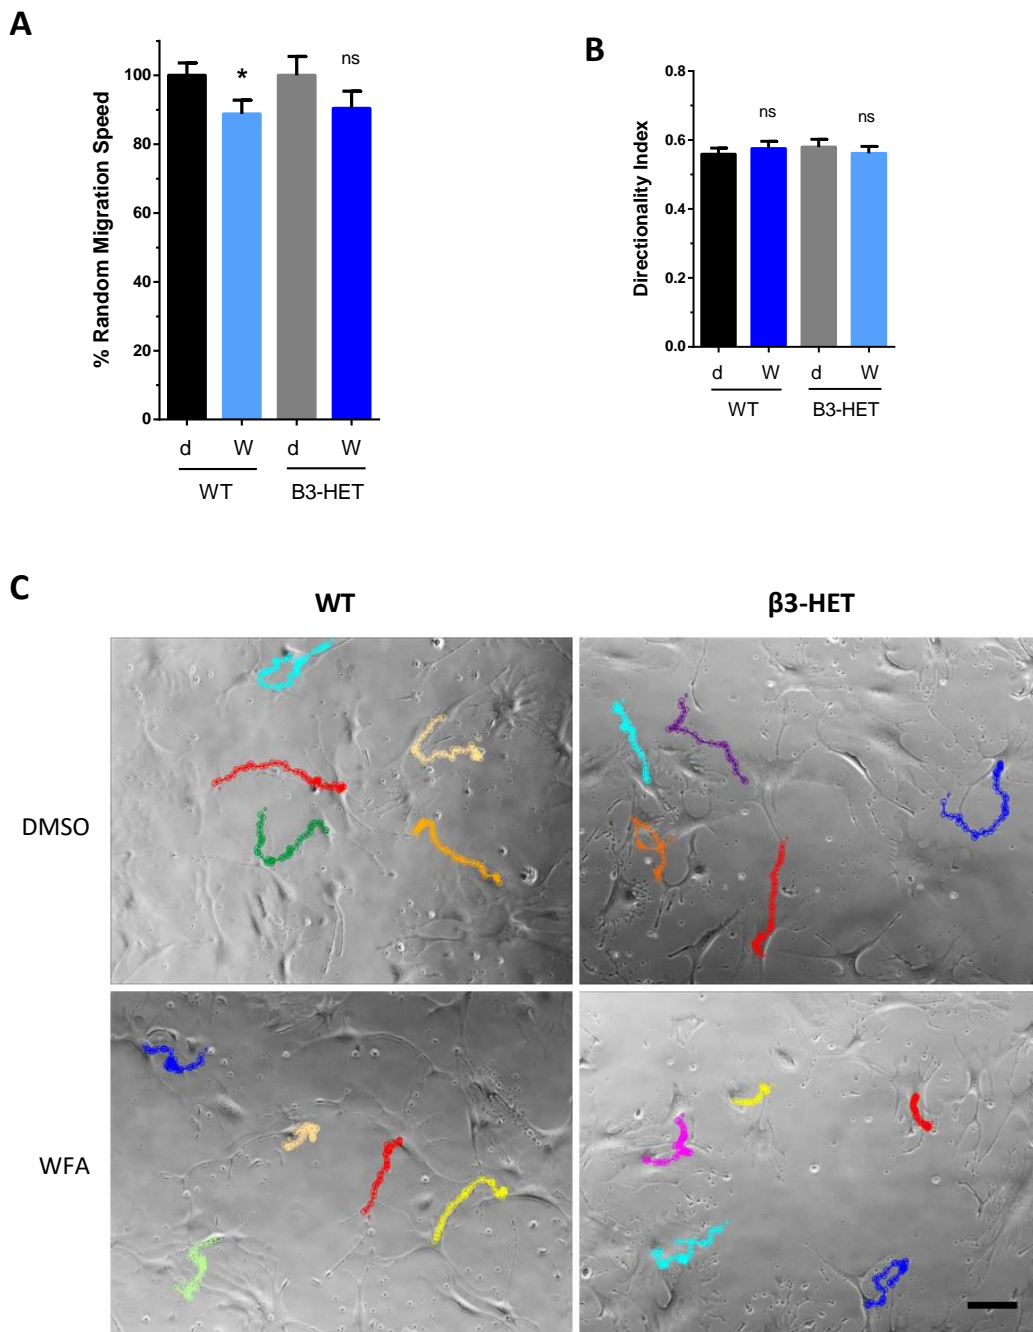 A
% Random Migration Speed
100
80
60
40
20
0
*
ns
d W d W
WT B3-HET
B
Directionality Index
0.8
0.6
0.4
0.2
0.0
ns ns
d W d W
WT B3-HET
C
WT β3-HET
DMSO
WFA